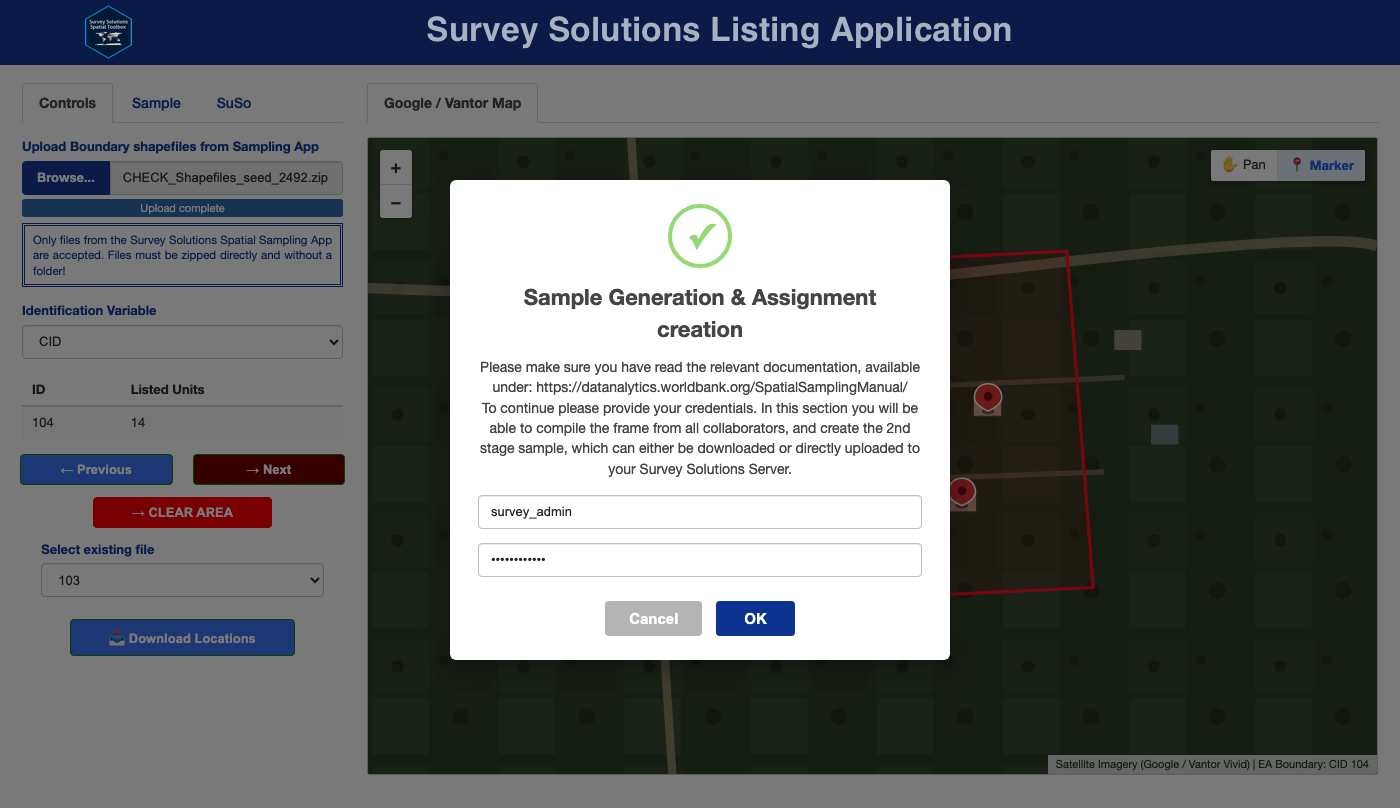 Survey Solutions
Spatial Toolbox
Survey Solutions Listing Application
Controls
Sample
SuSo
Google / Vantor Map
Upload Boundary shapefiles from Sampling App
Browse...
CHECK_Shapefiles_seed_2492.zip
Upload complete
Only files from the Survey Solutions Spatial Sampling App
are accepted. Files must be zipped directly and without a
folder!
Identification Variable
CID
ID
Listed Units
104
14
← Previous
→ Next
→ CLEAR AREA
Select existing file
103
Download Locations
+
−
Pan
Marker
✓
Sample Generation & Assignment
creation
Please make sure you have read the relevant documentation, available
under: https://datanalytics.worldbank.org/SpatialSamplingManual/
To continue please provide your credentials. In this section you will be
able to compile the frame from all collaborators, and create the 2nd
stage sample, which can either be downloaded or directly uploaded to
your Survey Solutions Server.
survey_admin
••••••••••••
Cancel
OK
Satellite Imagery (Google / Vantor Vivid) | EA Boundary: CID 104